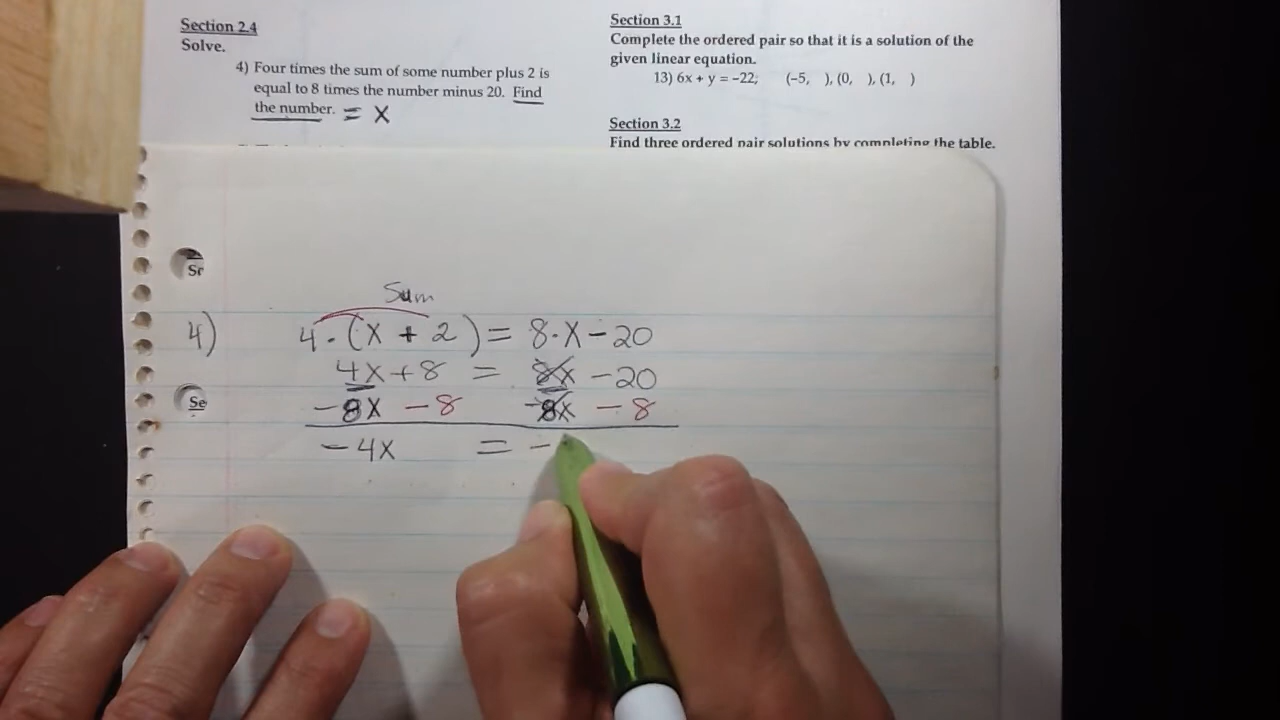 Section 2.4
Solve.
4) Four times the sum of some number plus 2 is
equal to 8 times the number minus 20. Find
the number. = X
Section 3.1
Complete the ordered pair so that it is a solution of the
given linear equation.
13) 6x + y = –22; (–5, ), (0, ), (1, )
Section 3.2
Find three ordered pair solutions by completing the table.
Se
Sum
4) 4·(X + 2) = 8·X – 20
4X + 8 = 8X – 20
Se
–8X – 8 –8X – 8
–4X = –